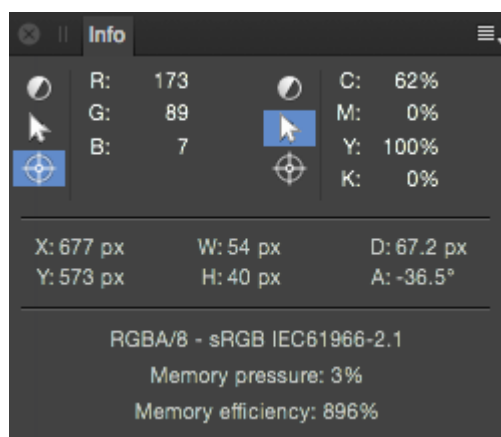 Info
R: 173 C: 62%
G: 89 M: 0%
B: 7 Y: 100%
K: 0%
X: 677 px W: 54 px D: 67.2 px
Y: 573 px H: 40 px A: -36.5°
RGBA/8 - sRGB IEC61966-2.1
Memory pressure: 3%
Memory efficiency: 896%